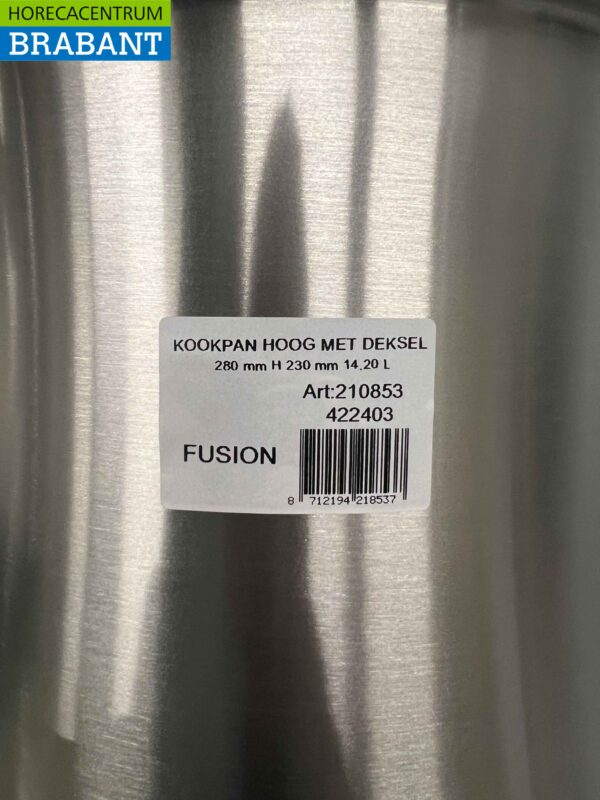 HORECACENTRUM
BRABANT
KOOKPAN HOOG MET DEKSEL
280 mm H 230 mm 14.20 L
Art:210853
422403
FUSION
8 712194 218537